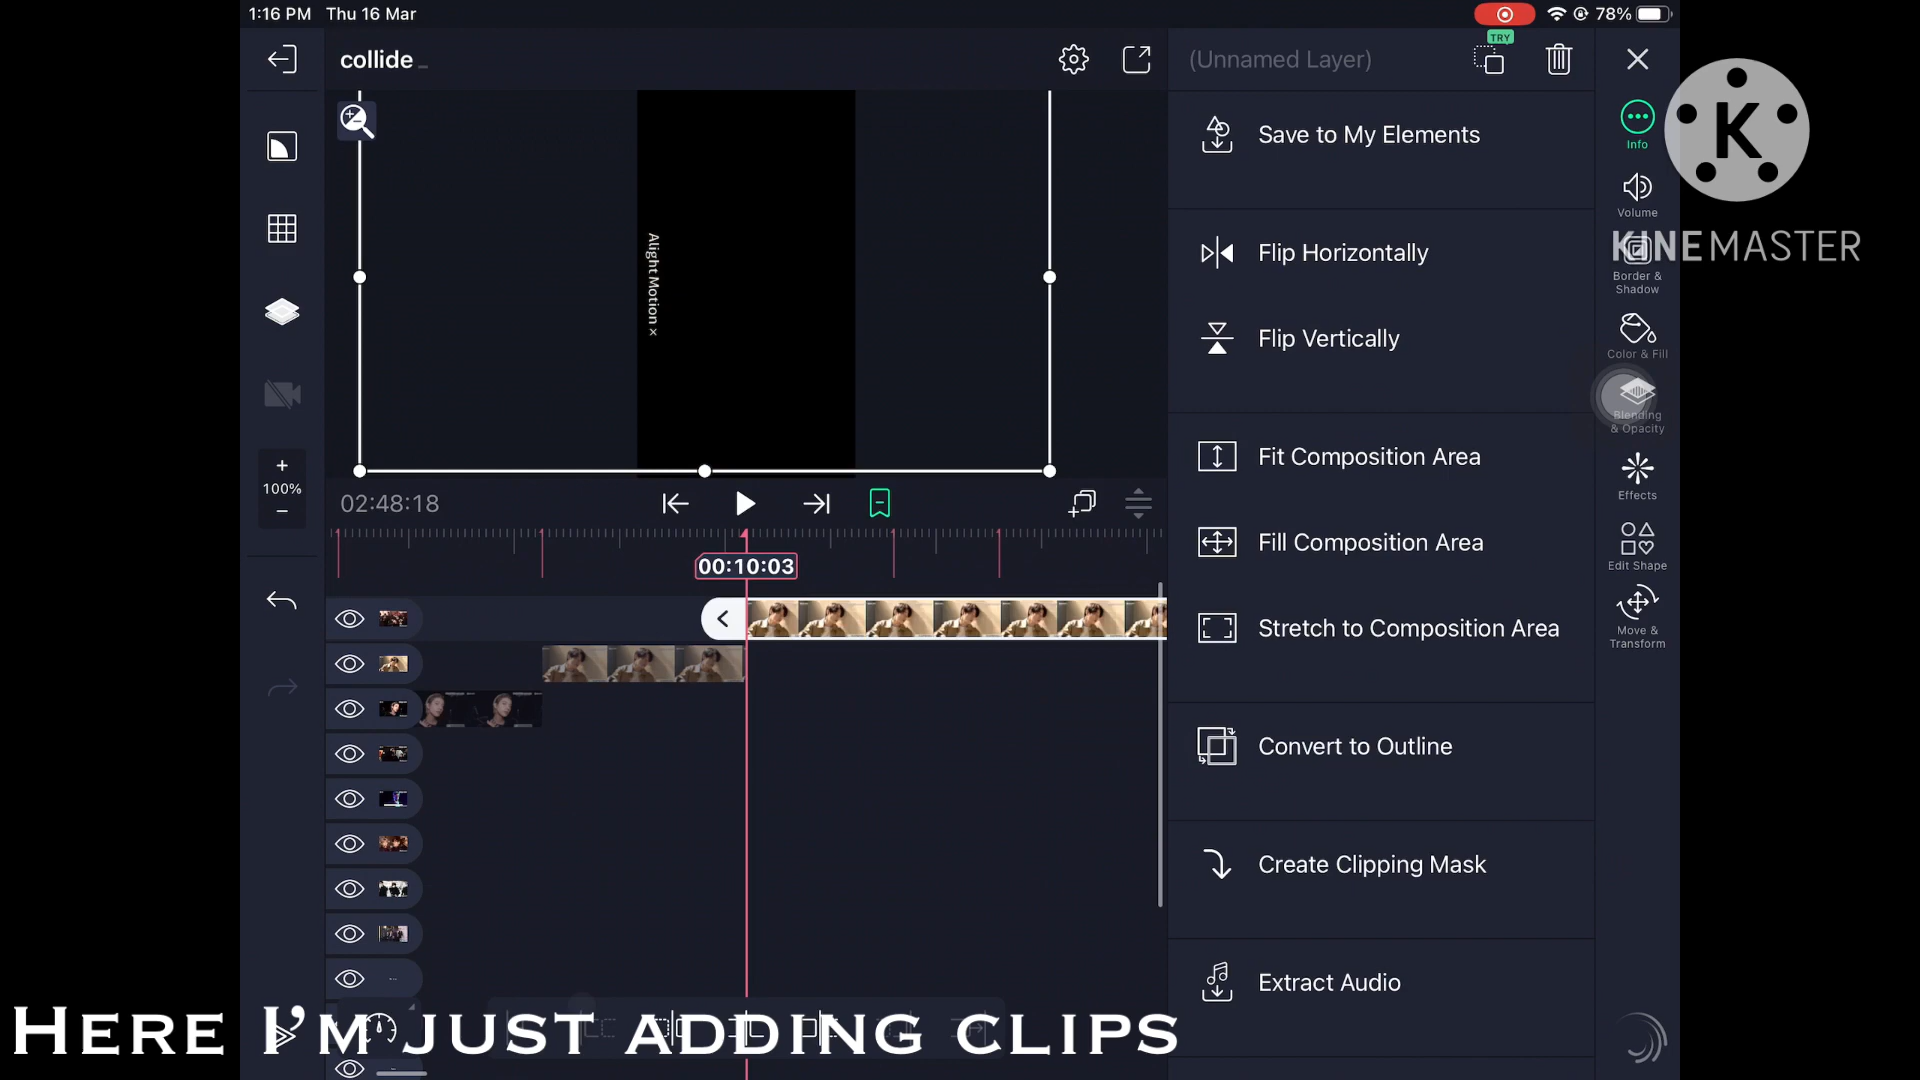 1:16 PM Thu 16 Mar
78%
collide
(Unnamed Layer)
TRY
Save to My Elements
Flip Horizontally
Flip Vertically
Fit Composition Area
Fill Composition Area
Stretch to Composition Area
Convert to Outline
Create Clipping Mask
Extract Audio
Info
Volume
Border &
Shadow
Color & Fill
Blending
& Opacity
Effects
Edit Shape
Move &
Transform
K
KINEMASTER
Alight Motion ×
+
100%
−
02:48:18
00:10:03
HERE I'M JUST ADDING CLIPS